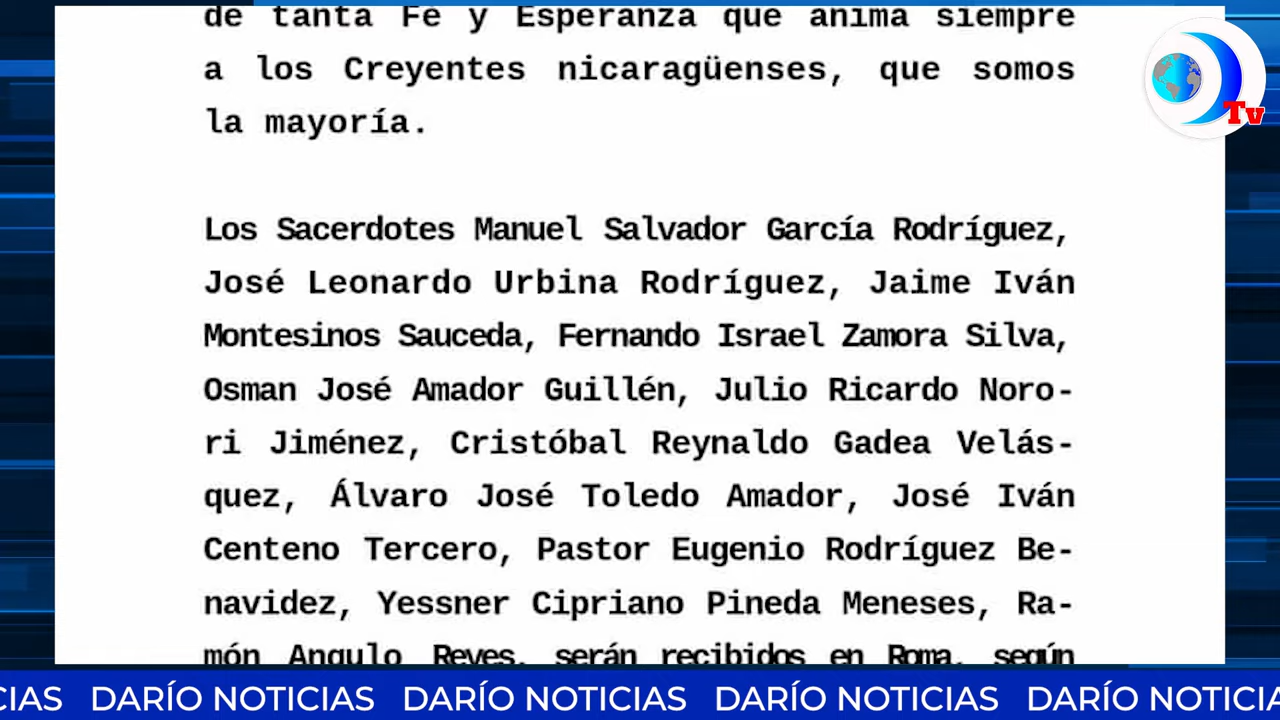 de tanta Fe y Esperanza que anima siempre
a los Creyentes nicaragüenses, que somos
la mayoría.
Los Sacerdotes Manuel Salvador García Rodríguez,
José Leonardo Urbina Rodríguez, Jaime Iván
Montesinos Sauceda, Fernando Israel Zamora Silva,
Osman José Amador Guillén, Julio Ricardo Noro-
ri Jiménez, Cristóbal Reynaldo Gadea Velás-
quez, Álvaro José Toledo Amador, José Iván
Centeno Tercero, Pastor Eugenio Rodríguez Be-
navidez, Yessner Cipriano Pineda Meneses, Ra-
món Angulo Reyes, serán recibidos en Roma, según
Tv
CIAS DARÍO NOTICIAS DARÍO NOTICIAS DARÍO NOTICIAS DARÍO NOTICIA